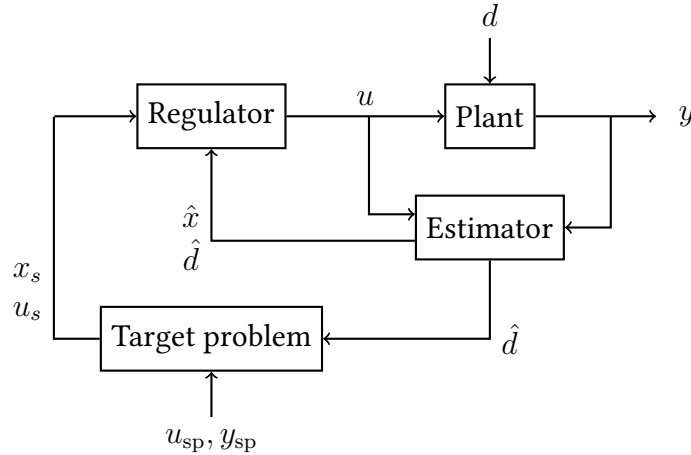 d
Regulator
u
Plant
y
x̂
d̂
Estimator
x_s
u_s
Target problem
d̂
u_sp, y_sp